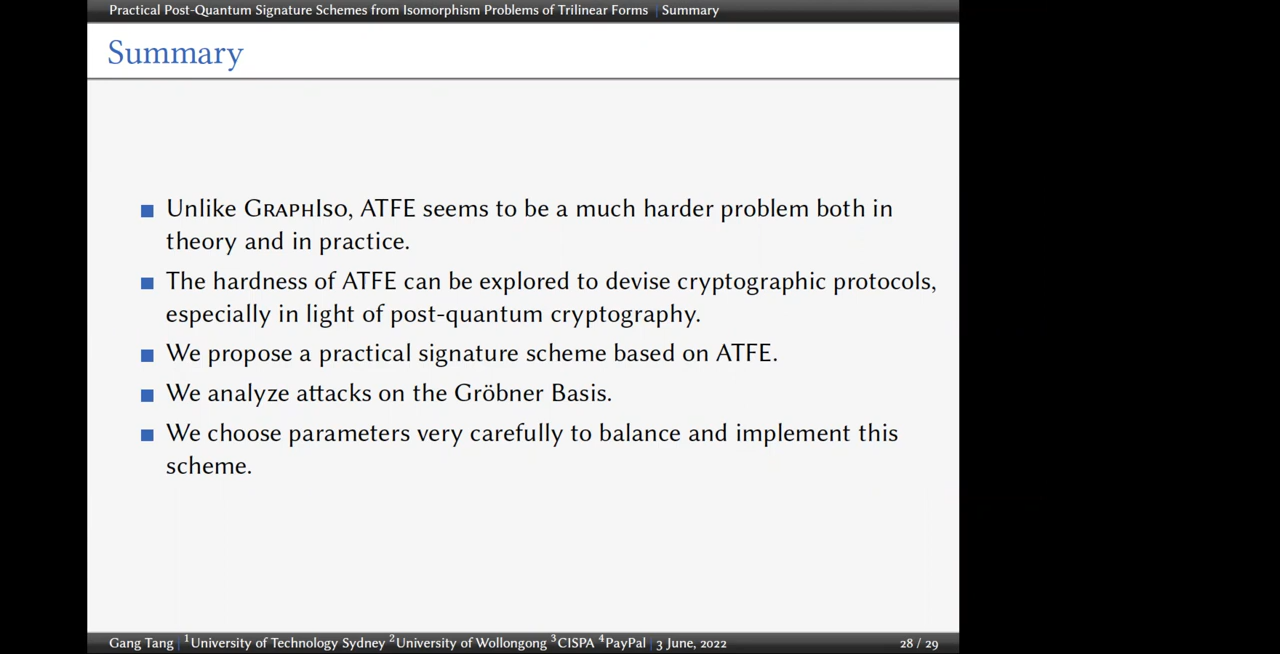 Practical Post-Quantum Signature Schemes from Isomorphism Problems of Trilinear Forms | Summary
Summary
Unlike GRAPHISO, ATFE seems to be a much harder problem both in
theory and in practice.
The hardness of ATFE can be explored to devise cryptographic protocols,
especially in light of post-quantum cryptography.
We propose a practical signature scheme based on ATFE.
We analyze attacks on the Gröbner Basis.
We choose parameters very carefully to balance and implement this
scheme.
Gang Tang | ¹University of Technology Sydney ²University of Wollongong ³CISPA ⁴PayPal | 3 June, 2022 28 / 29